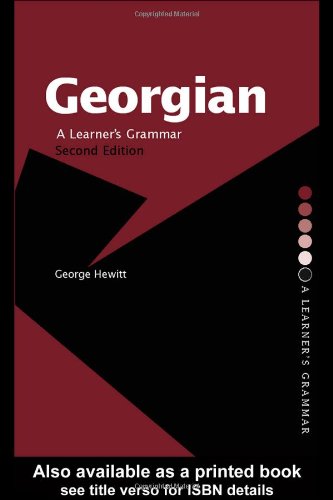 Georgian
A Learner's Grammar
Second Edition
George Hewitt
A LEARNER'S GRAMMAR
Also available as a printed book
see title verso for ISBN details